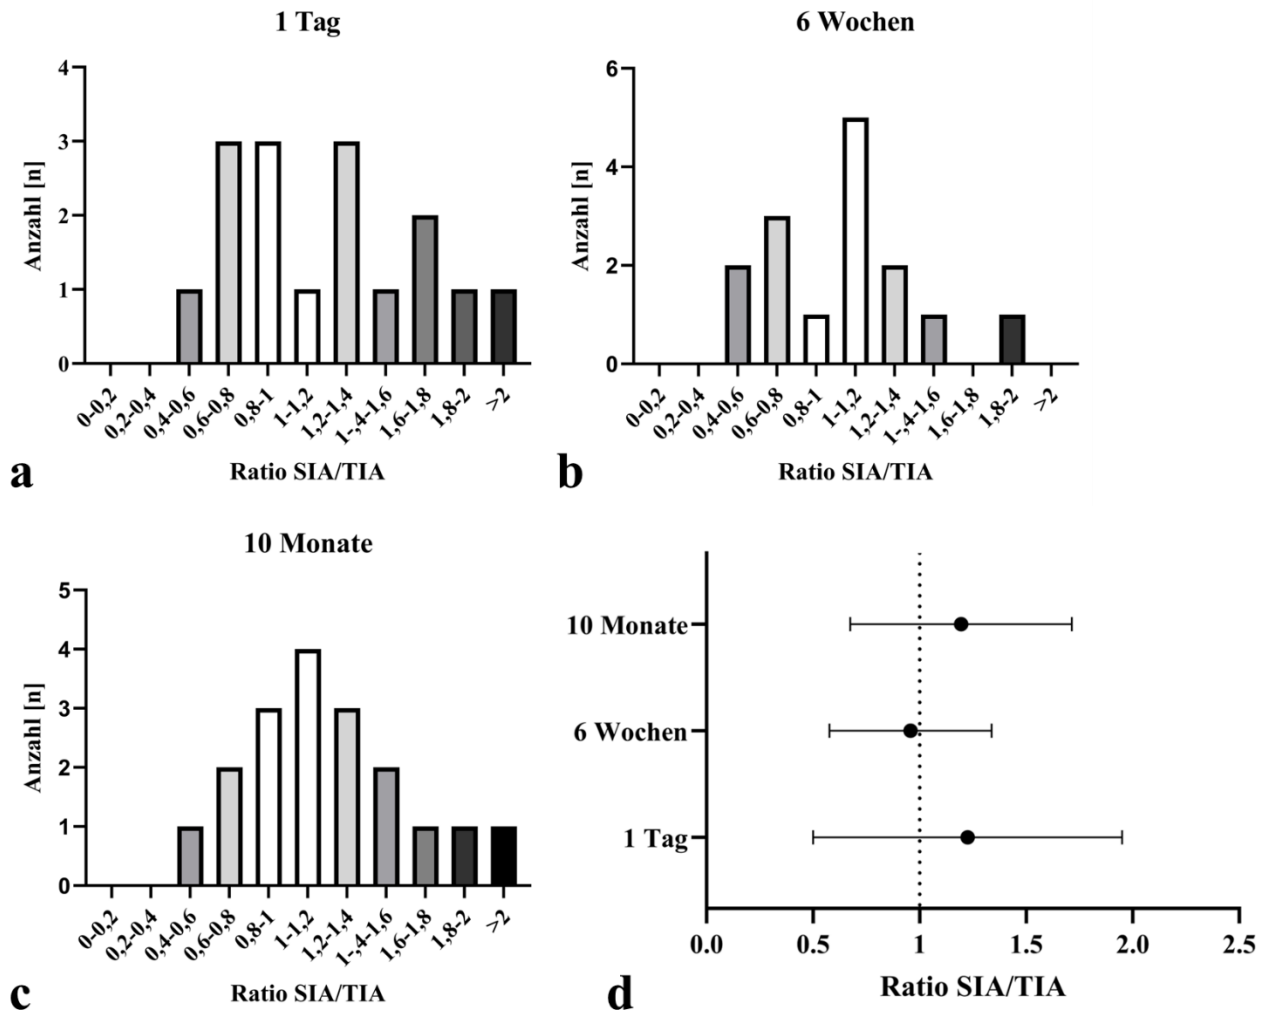 1 Tag
4
3
2
1
0
Anzahl [n]
0-0,2
0,2-0,4
0,4-0,6
0,6-0,8
0,8-1
1-1,2
1,2-1,4
1-,4-1,6
1,6-1,8
1,8-2
>2
Ratio SIA/TIA
a
6 Wochen
6
4
2
0
Anzahl [n]
0-0,2
0,2-0,4
0,4-0,6
0,6-0,8
0,8-1
1-1,2
1,2-1,4
1-,4-1,6
1,6-1,8
1,8-2
>2
Ratio SIA/TIA
b
10 Monate
5
4
3
2
1
0
Anzahl [n]
0-0,2
0,2-0,4
0,4-0,6
0,6-0,8
0,8-1
1-1,2
1,2-1,4
1-,4-1,6
1,6-1,8
1,8-2
>2
Ratio SIA/TIA
c
10 Monate
6 Wochen
1 Tag
0.0 0.5 1 1.5 2.0 2.5
Ratio SIA/TIA
d